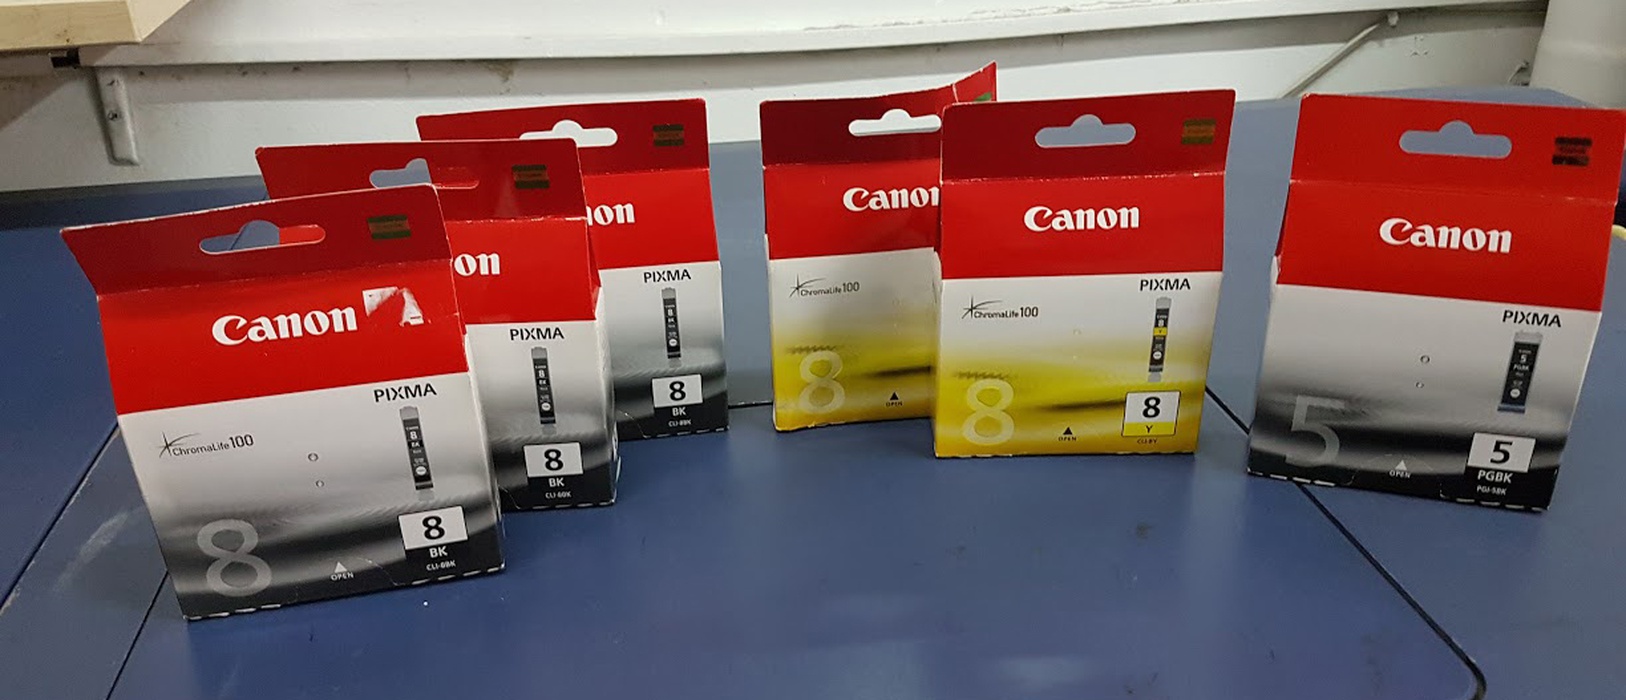 Canon
PIXMA
ChromaLife100
8
8
BK
CLI-8BK
OPEN
on
PIXMA
8
BK
CLI-8BK
non
PIXMA
8
BK
CLI-8BK
Canon
ChromaLife100
8
OPEN
Canon
PIXMA
ChromaLife100
8
8
Y
CLI-8Y
OPEN
Canon
PIXMA
5
5
PGBK
PGI-5BK
OPEN